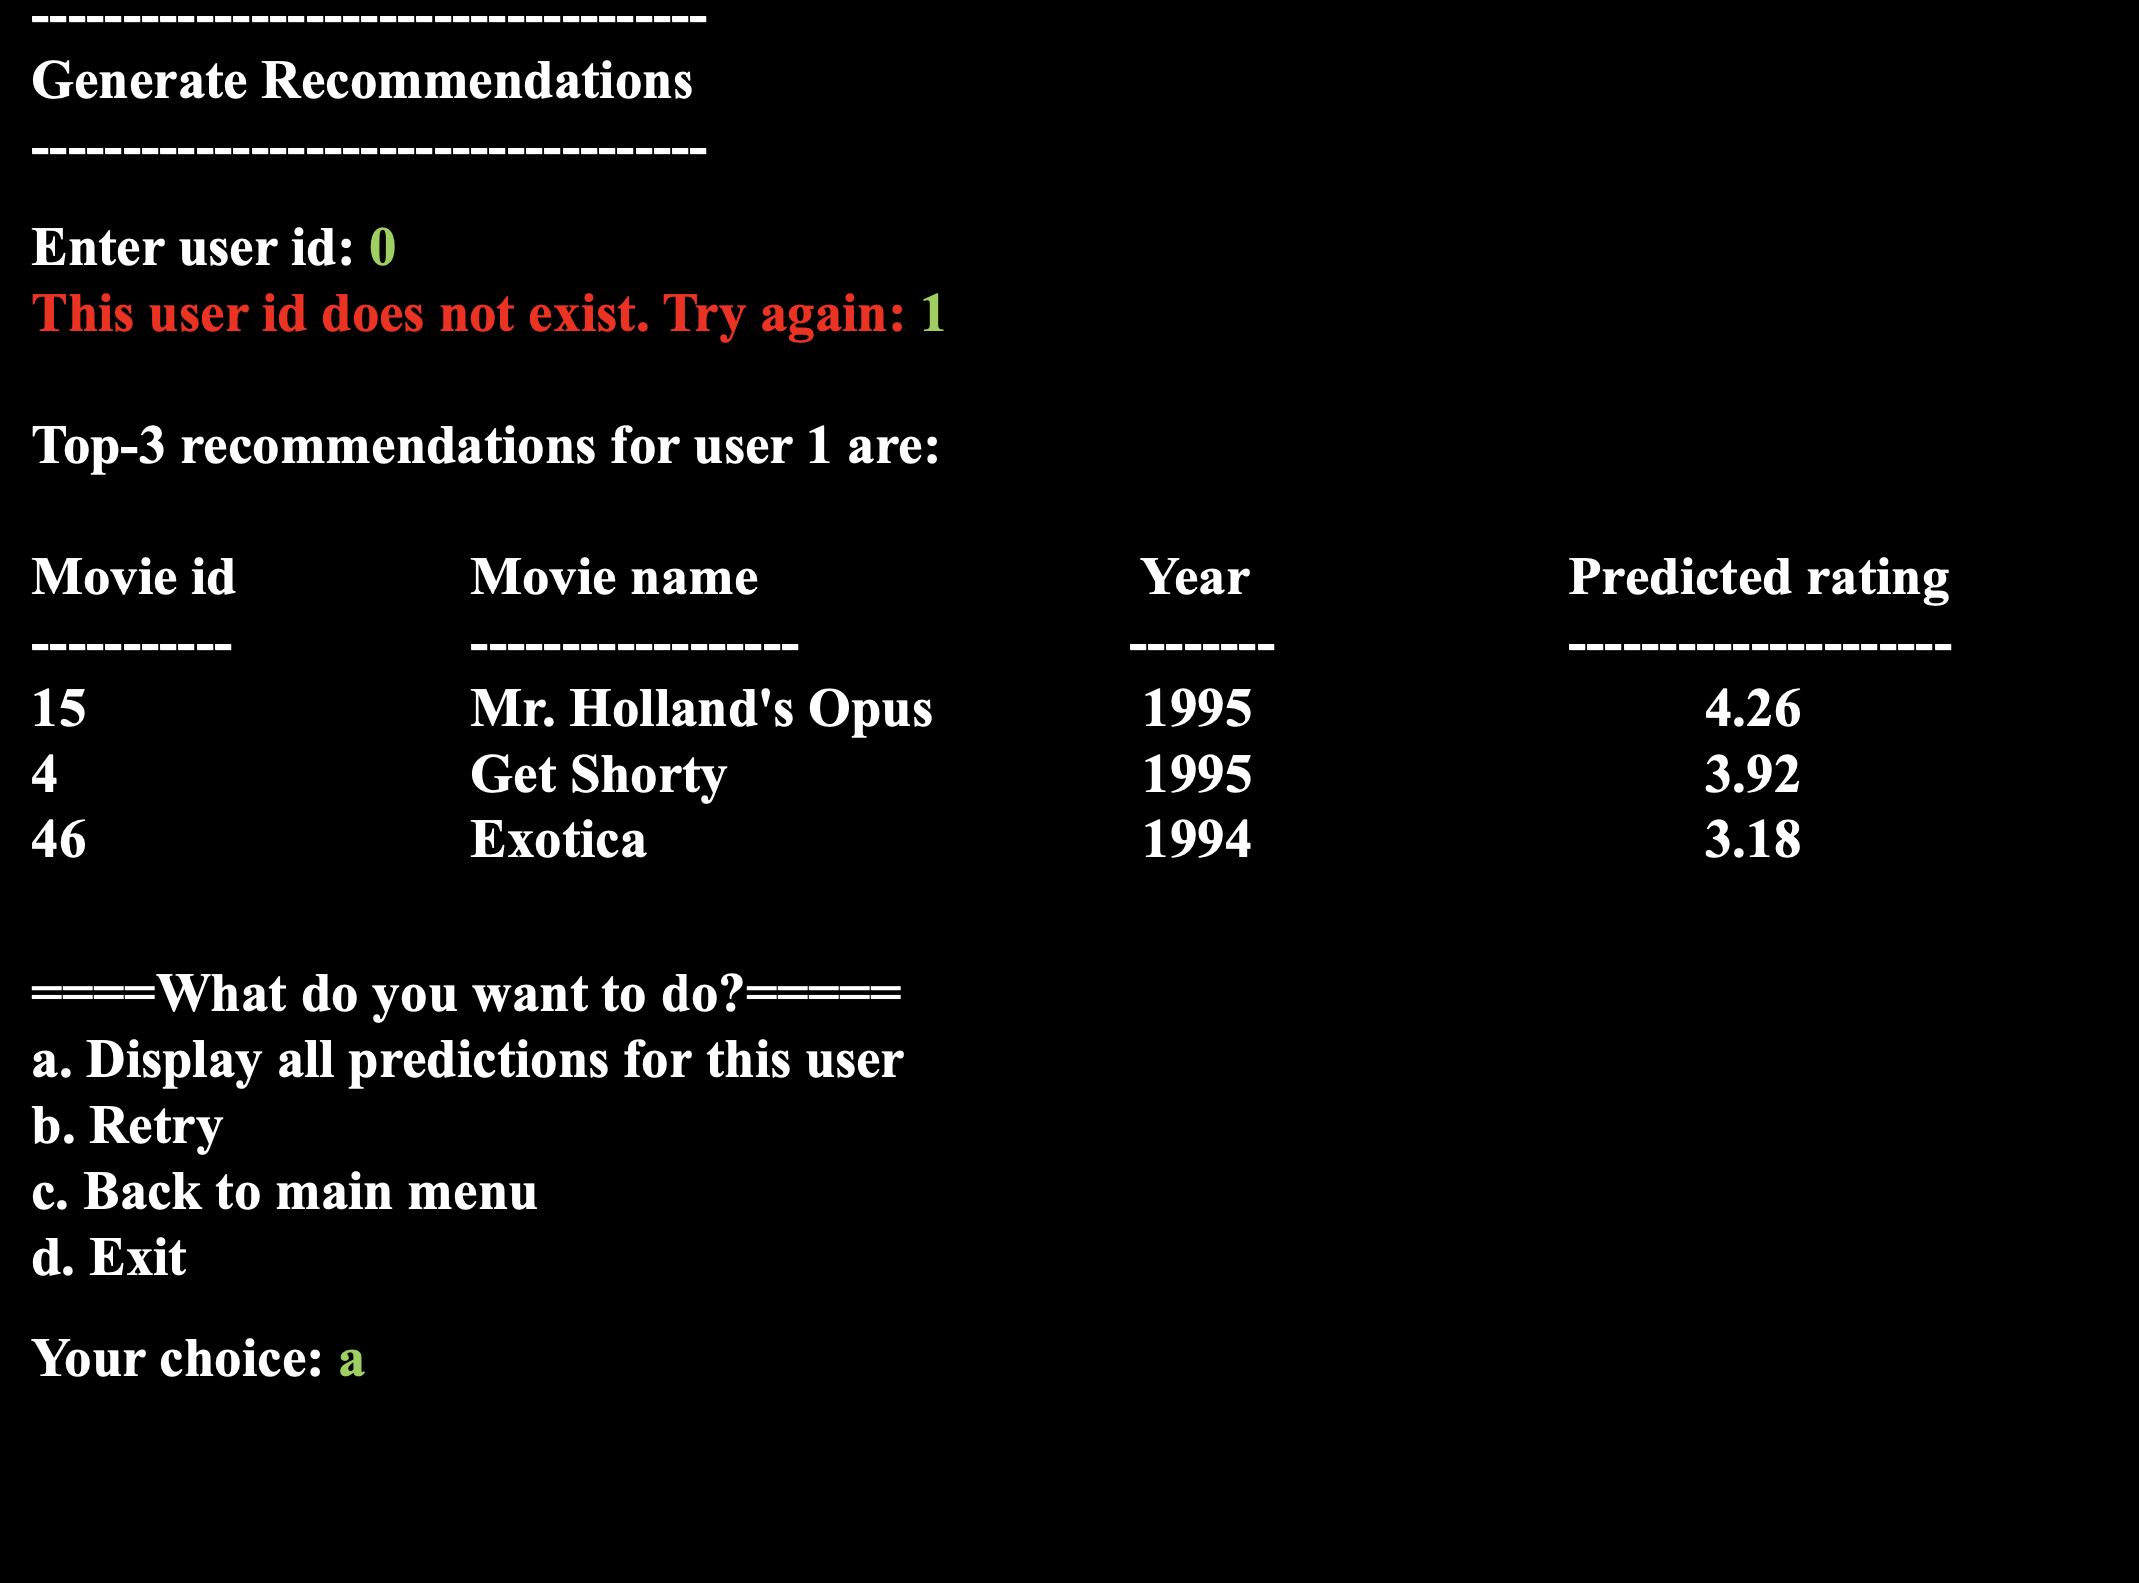 -------------------------------------
Generate Recommendations
-------------------------------------
Enter user id: 0
This user id does not exist. Try again: 1
Top-3 recommendations for user 1 are:
Movie id Movie name Year Predicted rating
----------- ------------------ -------- ---------------------
15 Mr. Holland's Opus 1995 4.26
4 Get Shorty 1995 3.92
46 Exotica 1994 3.18
====What do you want to do?=====
a. Display all predictions for this user
b. Retry
c. Back to main menu
d. Exit
Your choice: a